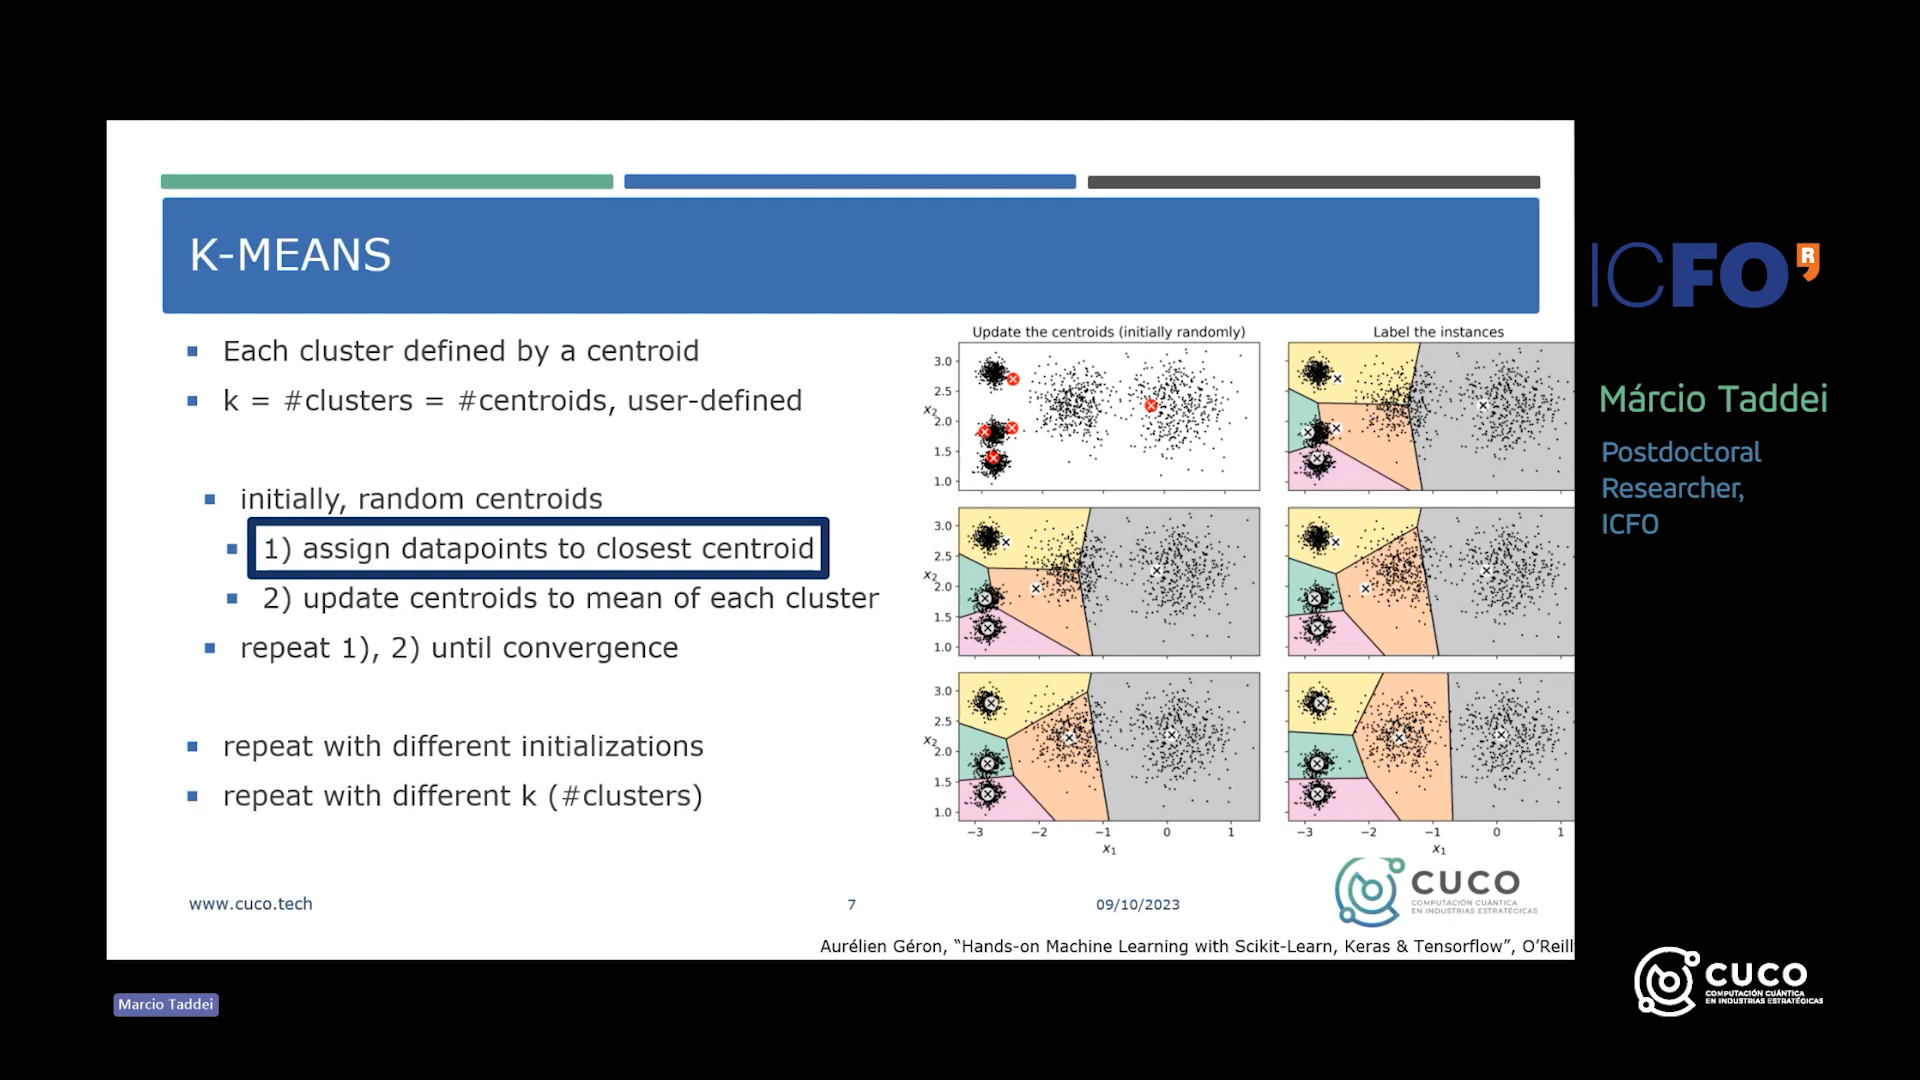 K-MEANS
Each cluster defined by a centroid
k = #clusters = #centroids, user-defined
initially, random centroids
1) assign datapoints to closest centroid
2) update centroids to mean of each cluster
repeat 1), 2) until convergence
repeat with different initializations
repeat with different k (#clusters)
Update the centroids (initially randomly)
3.0
2.5
x2
2.0
1.5
1.0
Label the instances
3.0
2.5
x2
2.0
1.5
1.0
3.0
2.5
x2
2.0
1.5
1.0
−3 −2 −1 0 1
x1
−3 −2 −1 0 1
x1
www.cuco.tech
7
09/10/2023
CUCO
COMPUTACIÓN CUÁNTICA
EN INDUSTRIAS ESTRATÉGICAS
Aurélien Géron, “Hands-on Machine Learning with Scikit-Learn, Keras & Tensorflow”, O’Reill
ICFOR
Márcio Taddei
Postdoctoral
Researcher,
ICFO
CUCO
COMPUTACIÓN CUÁNTICA
EN INDUSTRIAS ESTRATÉGICAS
Marcio Taddei